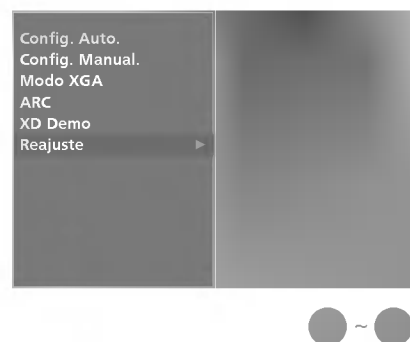 Config. Auto.
Config. Manual.
Modo XGA
ARC
XD Demo
Reajuste ►
~